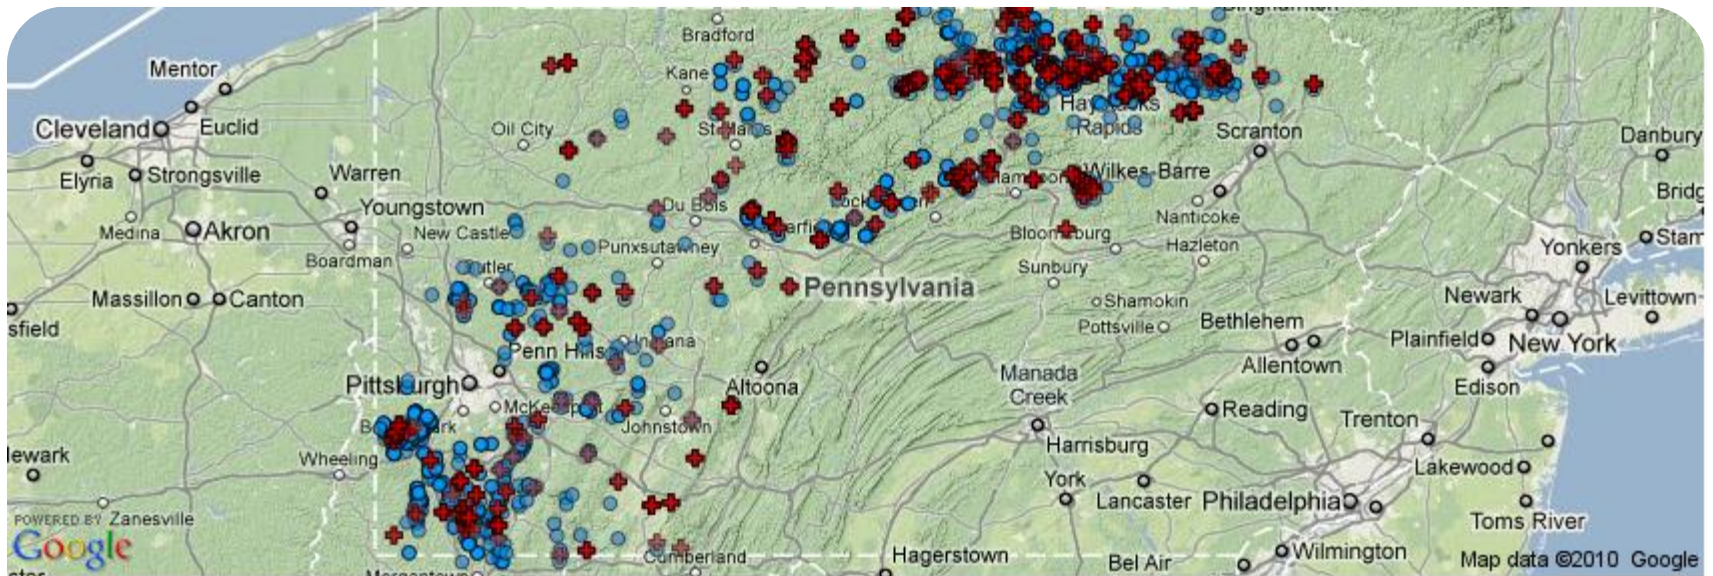 Bradford
Mentor
Kane
Cleveland
Euclid
Oil City
Scranton
Danbury
Elyria
Strongsville
Warren
Rapids
Wilkes-Barre
Youngstown
Du Bois
Nanticoke
Medina
Akron
New Castle
Punxsutawney
Hazleton
Yonkers
Boardman
Sunbury
Pennsylvania
Massillon
Canton
Shamokin
Newark
Levittown
Pottsville
Bethlehem
Plainfield
New York
Penn Hills
Allentown
Pittsburgh
Altoona
Manada
Creek
Edison
Reading
Trenton
Johnstown
Harrisburg
Wheeling
Lakewood
York
Lancaster
Philadelphia
POWERED BY
Google
Zanesville
Toms River
Cumberland
Hagerstown
Bel Air
Wilmington
Map data ©2010 Google